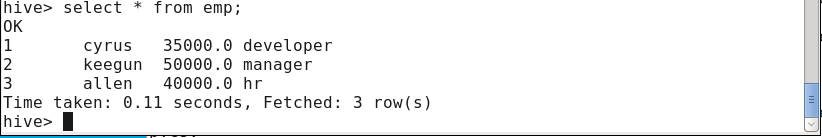 hive> select * from emp;
OK
1       cyrus   35000.0 developer
2       keegun  50000.0 manager
3       allen   40000.0 hr
Time taken: 0.11 seconds, Fetched: 3 row(s)
hive>